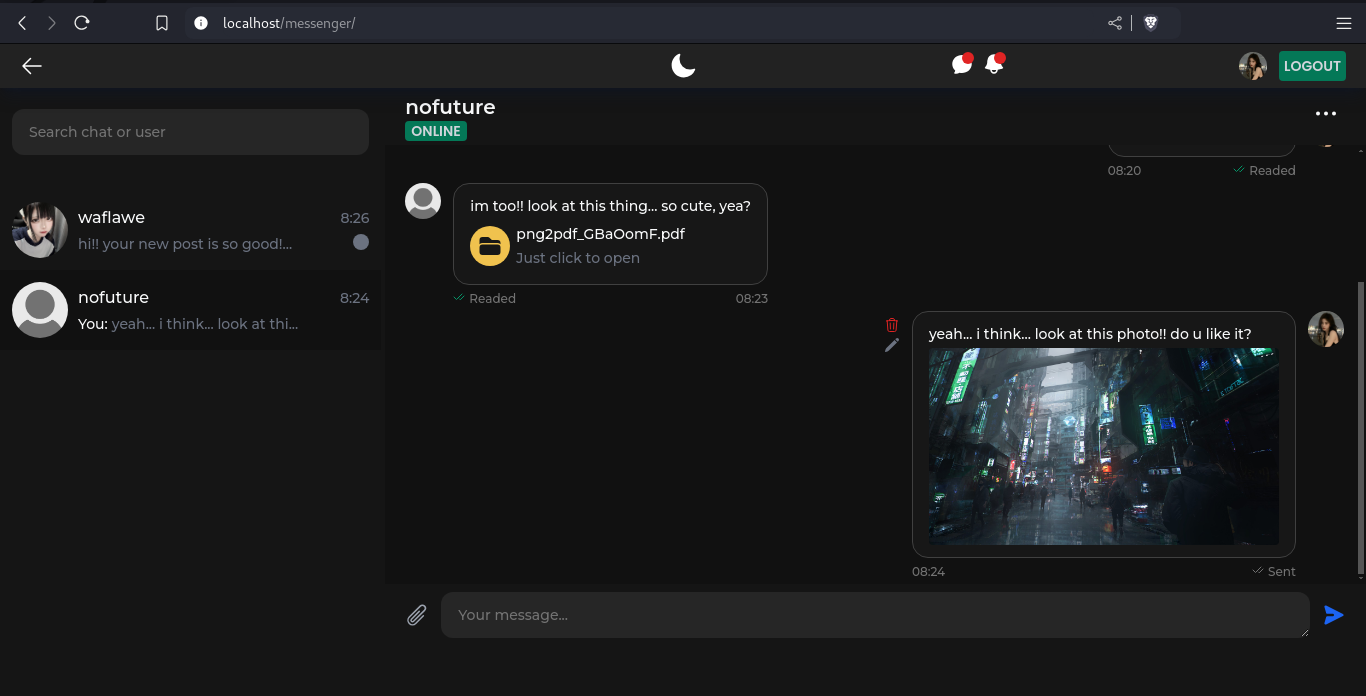 localhost/messenger/
LOGOUT
Search chat or user
waflawe
8:26
hi!! your new post is so good!...
nofuture
8:24
You: yeah... i think... look at thi...
nofuture
ONLINE
08:20
Readed
im too!! look at this thing... so cute, yea?
png2pdf_GBaOomF.pdf
Just click to open
Readed
08:23
yeah... i think... look at this photo!! do u like it?
08:24
Sent
Your message...